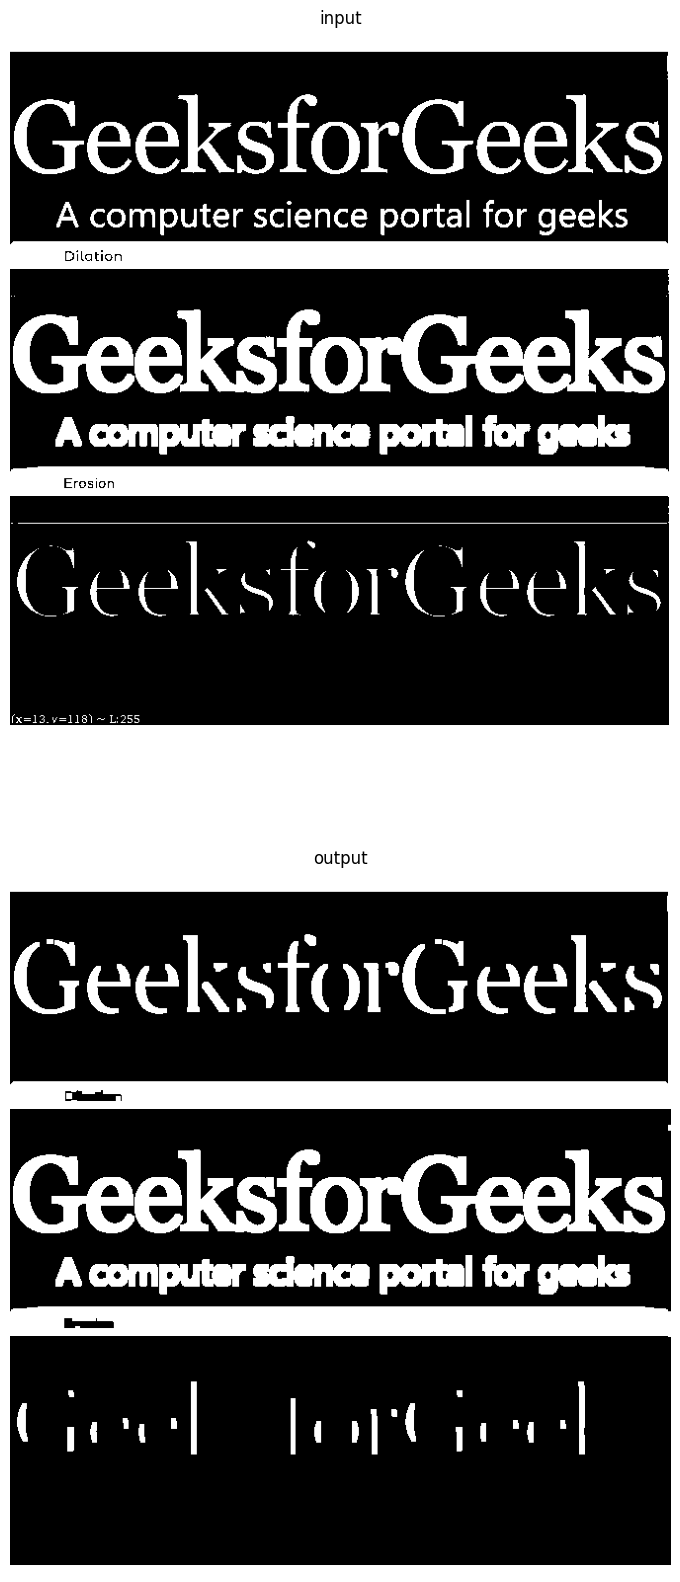 input
GeeksforGeeks
A computer science portal for geeks
Dilation
GeeksforGeeks
A computer science portal for geeks
Erosion
GeeksforGeeks
(x=13, y=118) ~ L:255
output
GeeksforGeeks
GeeksforGeeks
A computer science portal for geeks